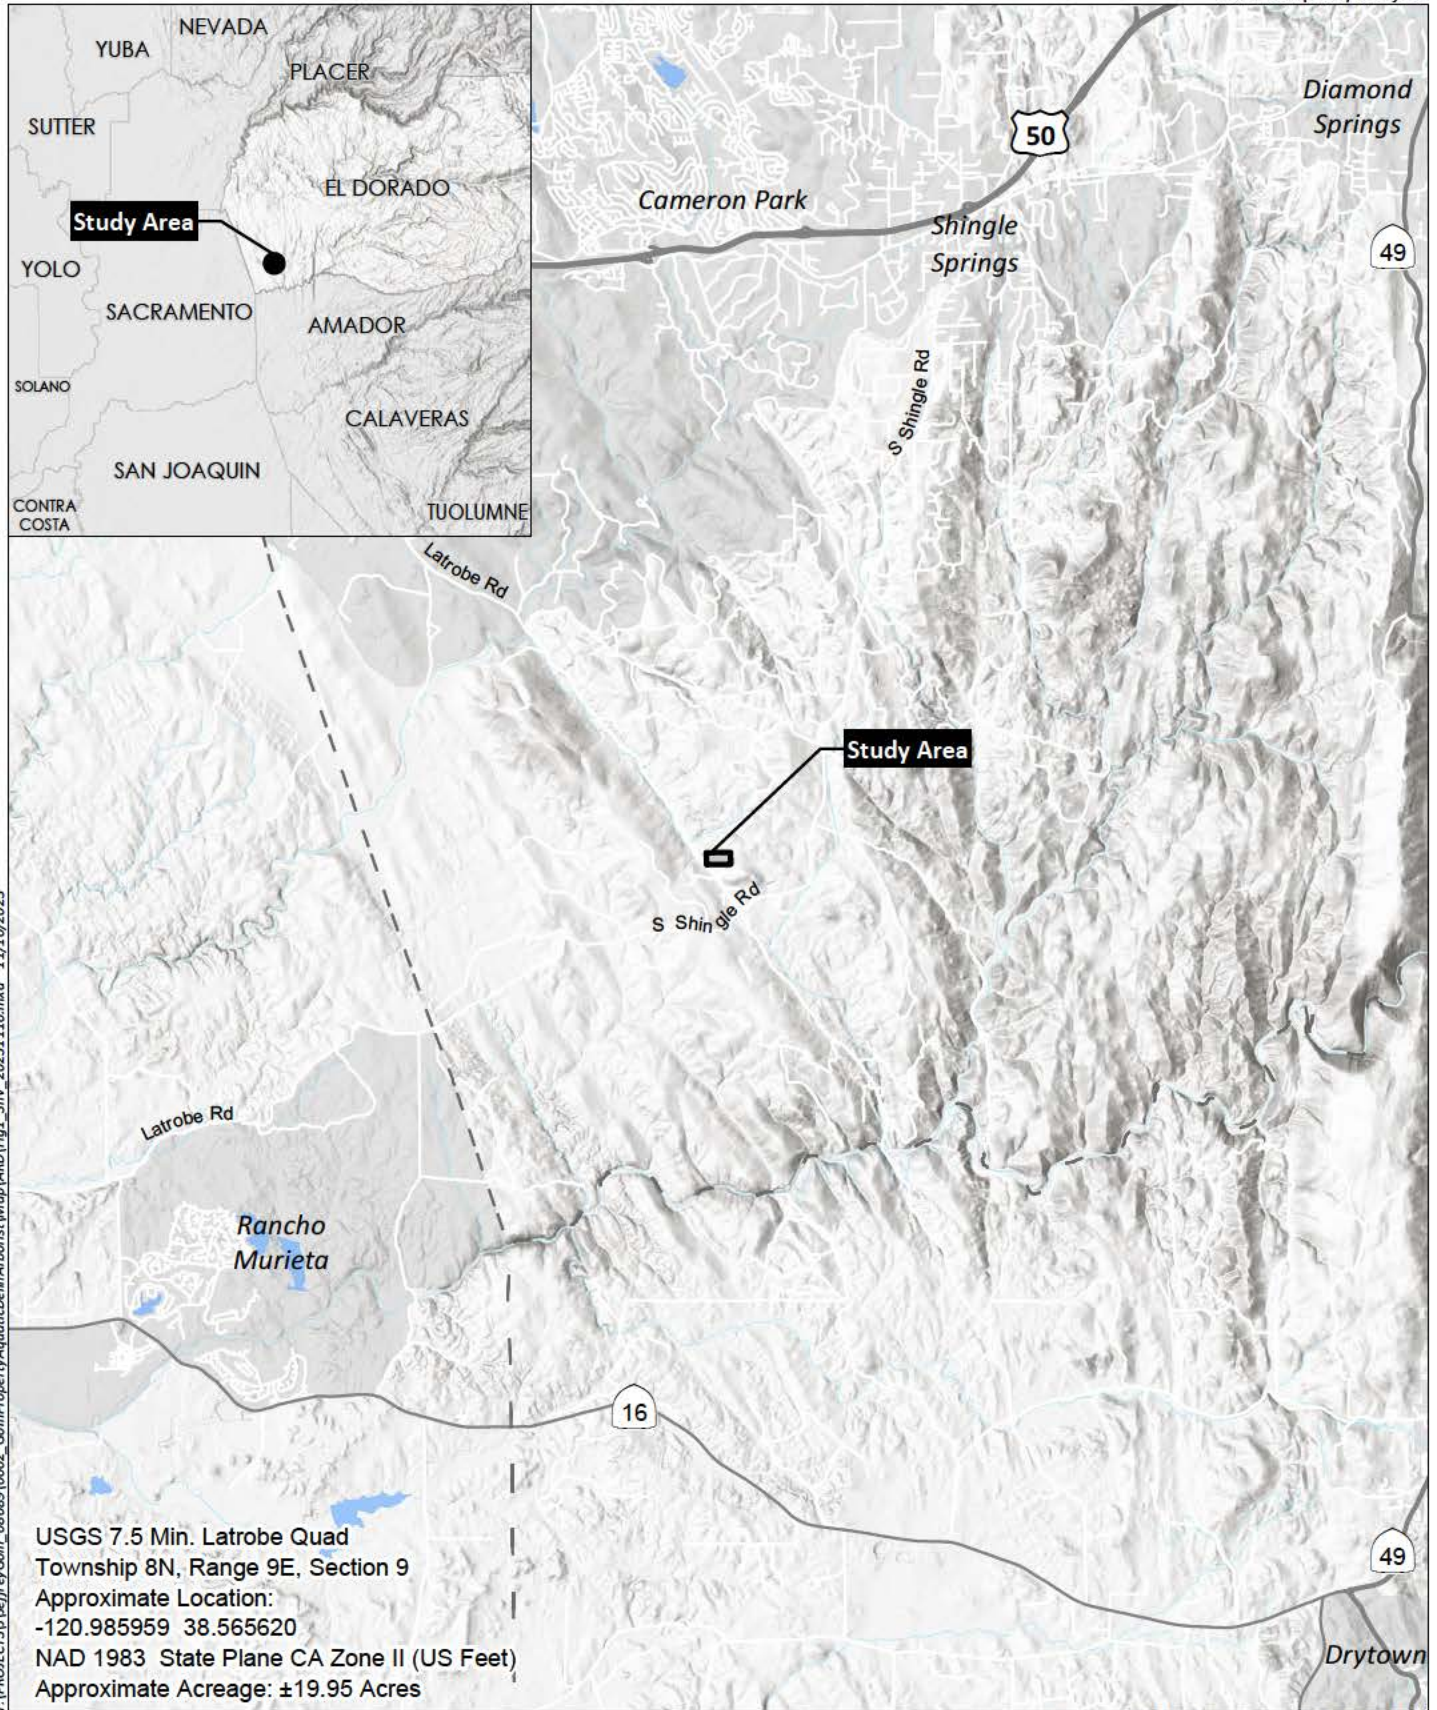 NEVADA
YUBA
PLACER
SUTTER
EL DORADO
Study Area
YOLO
SACRAMENTO
AMADOR
SOLANO
CALAVERAS
SAN JOAQUIN
CONTRA
COSTA
TUOLUMNE
Diamond
Springs
50
Cameron Park
Shingle
Springs
49
S Shingle Rd
Latrobe Rd
Study Area
S Shingle Rd
Latrobe Rd
Rancho
Murieta
16
49
Drytown
USGS 7.5 Min. Latrobe Quad
Township 8N, Range 9E, Section 9
Approximate Location:
-120.985959 38.565620
NAD 1983 State Plane CA Zone II (US Feet)
Approximate Acreage: ±19.95 Acres